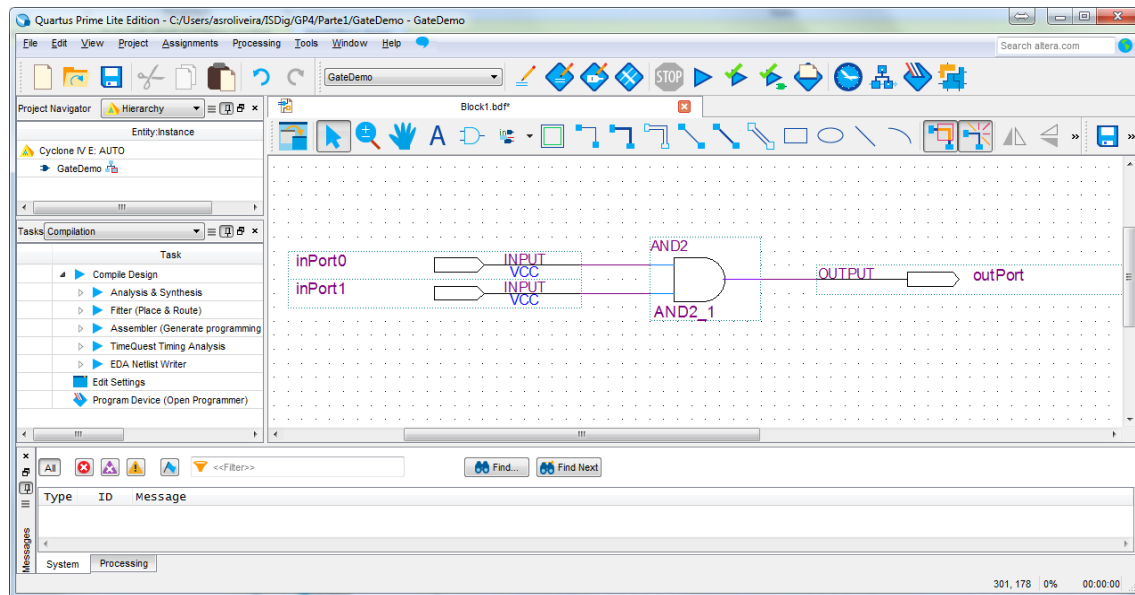 Quartus Prime Lite Edition - C:/Users/asroliveira/ISDig/GP4/Parte1/GateDemo - GateDemo
File Edit View Project Assignments Processing Tools Window Help
Search altera.com
GateDemo
STOP
Project Navigator
Hierarchy
Block1.bdf*
Entity:Instance
Cyclone IV E: AUTO
GateDemo
A
Tasks
Compilation
Task
Compile Design
Analysis & Synthesis
Fitter (Place & Route)
Assembler (Generate programming
TimeQuest Timing Analysis
EDA Netlist Writer
Edit Settings
Program Device (Open Programmer)
AND2
inPort0
INPUT
VCC
inPort1
INPUT
VCC
OUTPUT
outPort
AND2_1
All
<<Filter>>
Find...
Find Next
Type ID Message
Messages
System
Processing
301, 178 0% 00:00:00